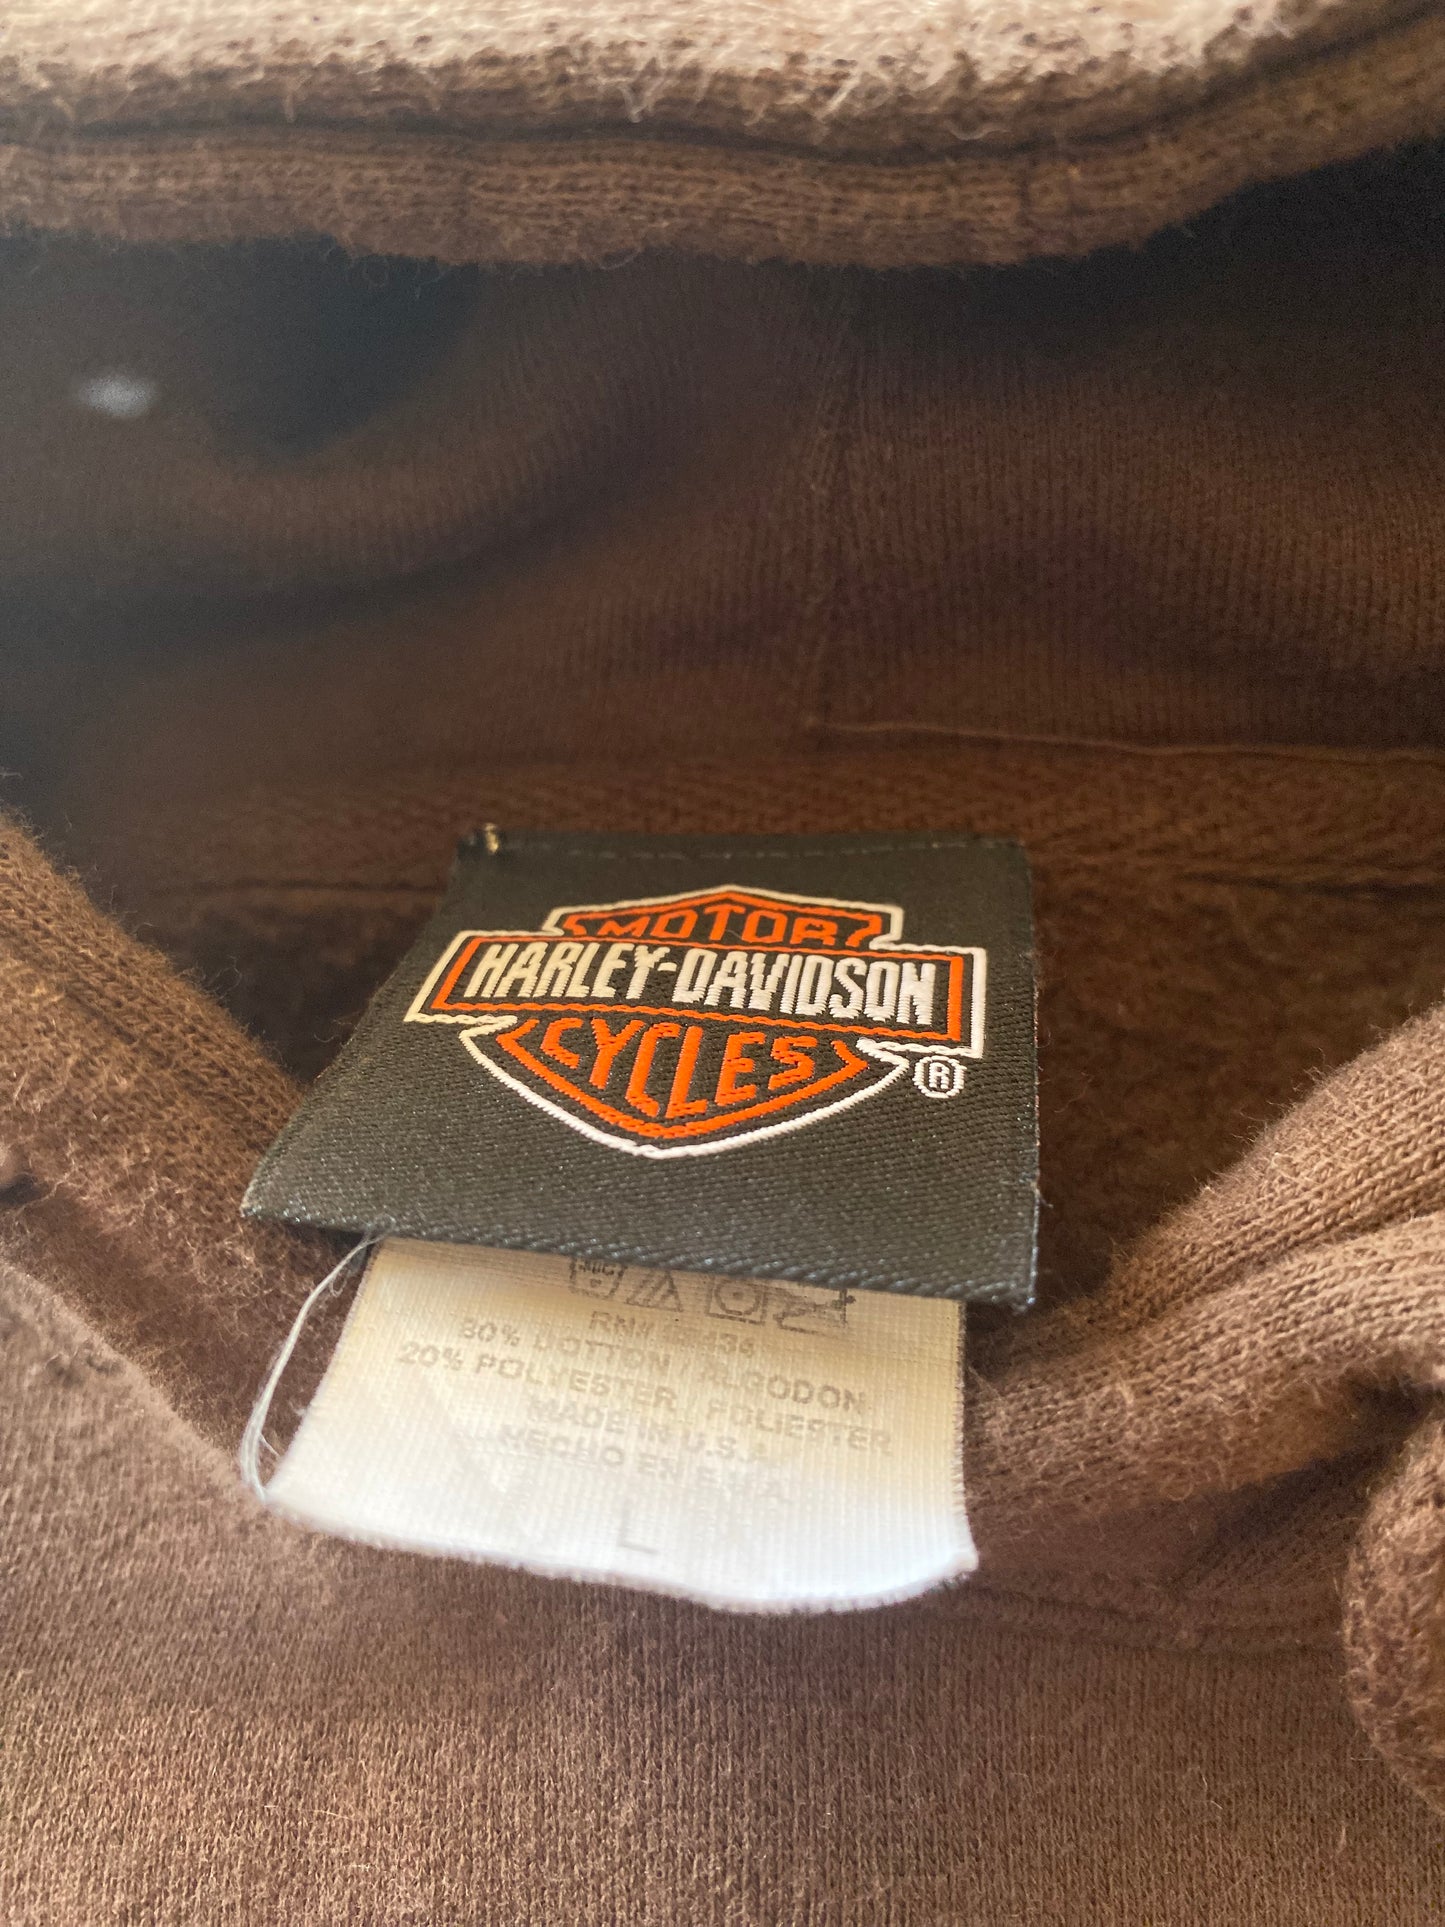 MOTOR
HARLEY-DAVIDSON
CYCLES
®
80% COTTON ALGODON
20% POLYESTER POLIESTER
MADE IN U.S.A.
HECHO EN E.U.A.
L